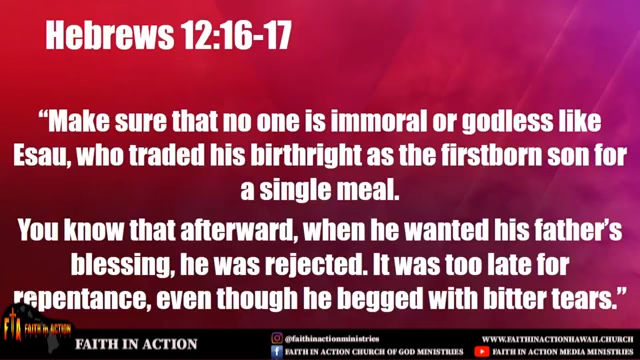 Hebrews 12:16-17
“Make sure that no one is immoral or godless like
Esau, who traded his birthright as the firstborn son for
a single meal.
You know that afterward, when he wanted his father’s
blessing, he was rejected. It was too late for
repentance, even though he begged with bitter tears.”
FIA FAITH in ACTION
FAITH IN ACTION
@faithinactionministries
FAITH IN ACTION CHURCH OF GOD MINISTRIES
WWW.FAITHINACTIONHAWAII.CHURCH
FAITH IN ACTION MEDIA MINISTRIES